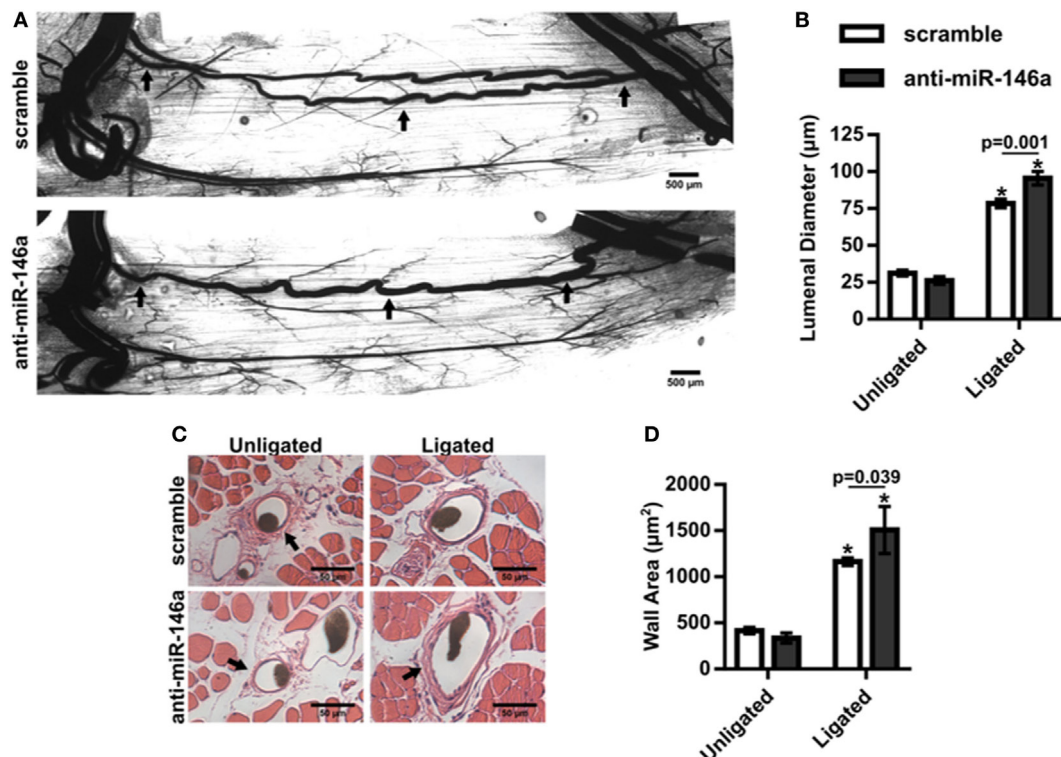 A
scramble
500 µm
anti-miR-146a
500 µm
B
scramble
anti-miR-146a
Lumenal Diameter (µm)
125
100
75
50
25
0
p=0.001
*
*
Unligated
Ligated
C
Unligated
Ligated
scramble
50 µm
50 µm
anti-miR-146a
50 µm
50 µm
D
Wall Area (µm²)
2000
1500
1000
500
0
p=0.039
*
*
Unligated
Ligated